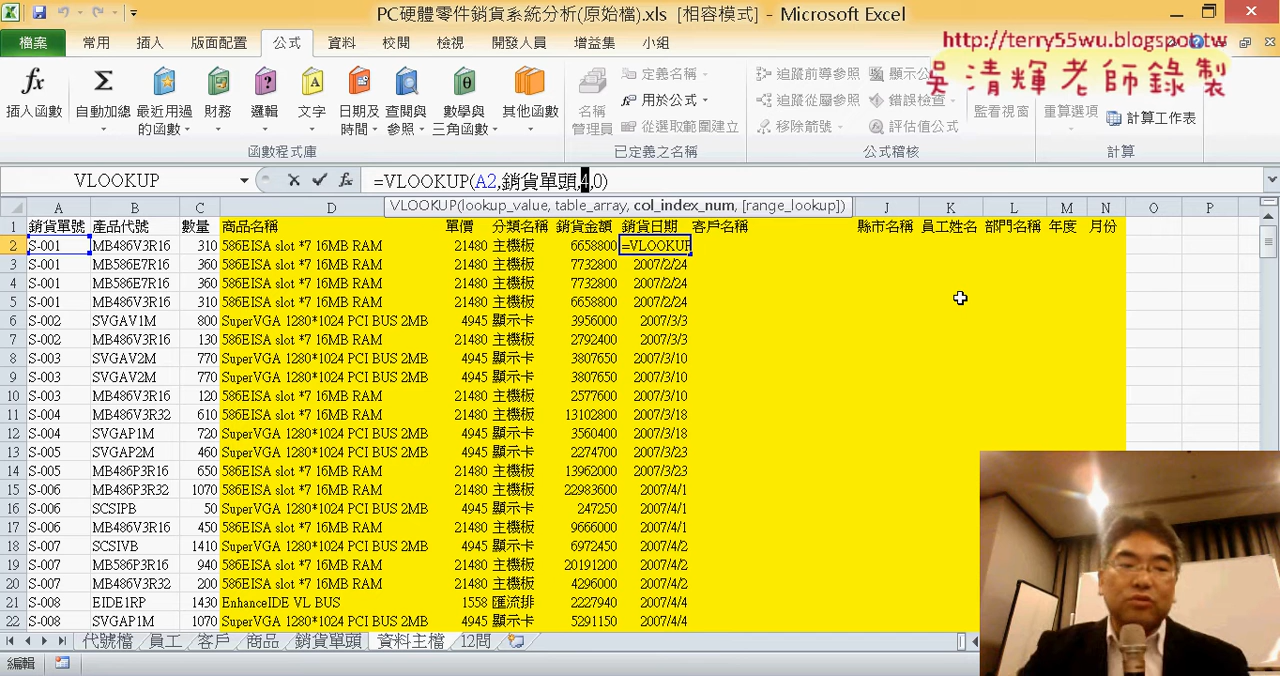 PC硬體零件銷貨系統分析(原始檔).xls [相容模式] - Microsoft Excel
http://terry55wu.blogspot.tw
吳清輝老師錄製
檔案 常用 插入 版面配置 公式 資料 校閱 檢視 開發人員 增益集 小組
fx Σ ? A θ
插入函數 自動加總 最近用過的函數 財務 邏輯 文字 日期及時間 查閱與參照 數學與三角函數 其他函數
名稱管理員 定義名稱 用於公式 從選取範圍建立
追蹤前導參照 追蹤從屬參照 移除箭號 顯示公 錯誤檢查 評估值公式 監看視窗
重算選項 計算工作表
函數程式庫 已定義之名稱 公式稽核 計算
VLOOKUP fx =VLOOKUP(A2,銷貨單頭,4,0)
VLOOKUP(lookup_value, table_array, col_index_num, [range_lookup])
A B C D J K L M N O P
1 銷貨單號 產品代號 數量 商品名稱 單價 分類名稱 銷貨金額 銷貨日期 客戶名稱 縣市名稱 員工姓名 部門名稱 年度 月份
2 S-001 MB486V3R16 310 586EISA slot *7 16MB RAM 21480 主機板 6658800 =VLOOKUP
3 S-001 MB586E7R16 360 586EISA slot *7 16MB RAM 21480 主機板 7732800 2007/2/24
4 S-001 MB586E7R16 360 586EISA slot *7 16MB RAM 21480 主機板 7732800 2007/2/24
5 S-001 MB486V3R16 310 586EISA slot *7 16MB RAM 21480 主機板 6658800 2007/2/24
6 S-002 SVGAV1M 800 SuperVGA 1280*1024 PCI BUS 2MB 4945 顯示卡 3956000 2007/3/3
7 S-002 MB486V3R16 130 586EISA slot *7 16MB RAM 21480 主機板 2792400 2007/3/3
8 S-003 SVGAV2M 770 SuperVGA 1280*1024 PCI BUS 2MB 4945 顯示卡 3807650 2007/3/10
9 S-003 SVGAV2M 770 SuperVGA 1280*1024 PCI BUS 2MB 4945 顯示卡 3807650 2007/3/10
10 S-003 MB486V3R16 120 586EISA slot *7 16MB RAM 21480 主機板 2577600 2007/3/10
11 S-004 MB486V3R32 610 586EISA slot *7 16MB RAM 21480 主機板 13102800 2007/3/18
12 S-004 SVGAP1M 720 SuperVGA 1280*1024 PCI BUS 2MB 4945 顯示卡 3560400 2007/3/18
13 S-005 SVGAP2M 460 SuperVGA 1280*1024 PCI BUS 2MB 4945 顯示卡 2274700 2007/3/23
14 S-005 MB486P3R16 650 586EISA slot *7 16MB RAM 21480 主機板 13962000 2007/3/23
15 S-006 MB486P3R32 1070 586EISA slot *7 16MB RAM 21480 主機板 22983600 2007/4/1
16 S-006 SCSIPB 50 SuperVGA 1280*1024 PCI BUS 2MB 4945 顯示卡 247250 2007/4/1
17 S-006 MB486V3R16 450 586EISA slot *7 16MB RAM 21480 主機板 9666000 2007/4/1
18 S-007 SCSIVB 1410 SuperVGA 1280*1024 PCI BUS 2MB 4945 顯示卡 6972450 2007/4/2
19 S-007 MB586P3R16 940 586EISA slot *7 16MB RAM 21480 主機板 20191200 2007/4/2
20 S-007 MB486V3R32 200 586EISA slot *7 16MB RAM 21480 主機板 4296000 2007/4/2
21 S-008 EIDE1RP 1430 EnhanceIDE VL BUS 1558 匯流排 2227940 2007/4/4
22 S-008 SVGAP1M 1070 SuperVGA 1280*1024 PCI BUS 2MB 4945 顯示卡 5291150 2007/4/4
代號檔 員工 客戶 商品 銷貨單頭 資料主檔 12問
編輯